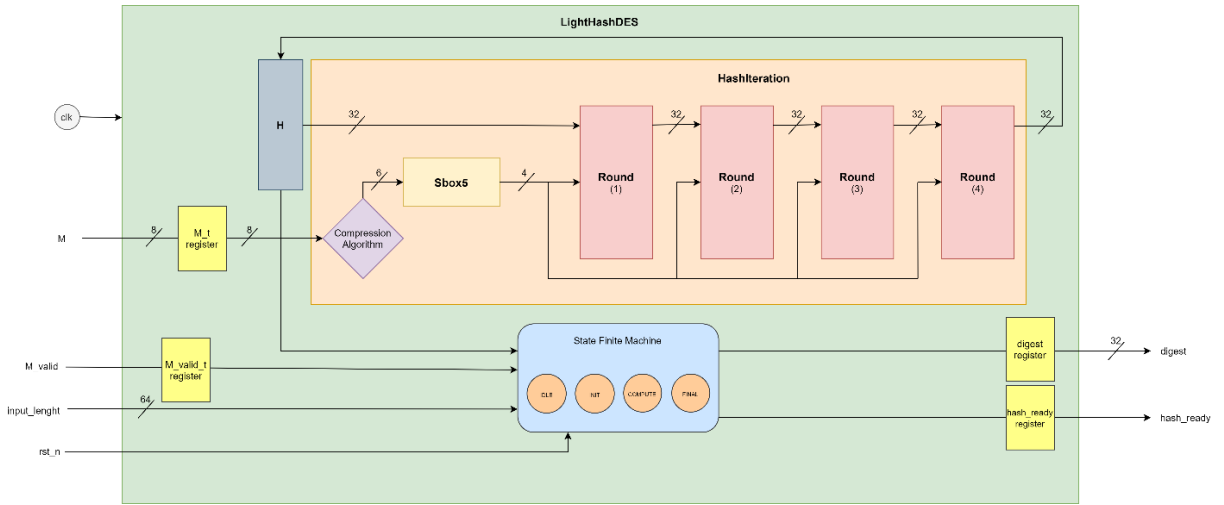 LightHashDES
HashIteration
clk
H
32
32
32
32
32
6
Sbox5
4
Round
(1)
Round
(2)
Round
(3)
Round
(4)
M
8
M_t
register
8
Compression
Algorithm
M_valid
M_valid_t
register
State Finite Machine
INIT
COMPUTE
FINAL
digest
register
32
digest
input_lenght
64
hash_ready
register
hash_ready
rst_n